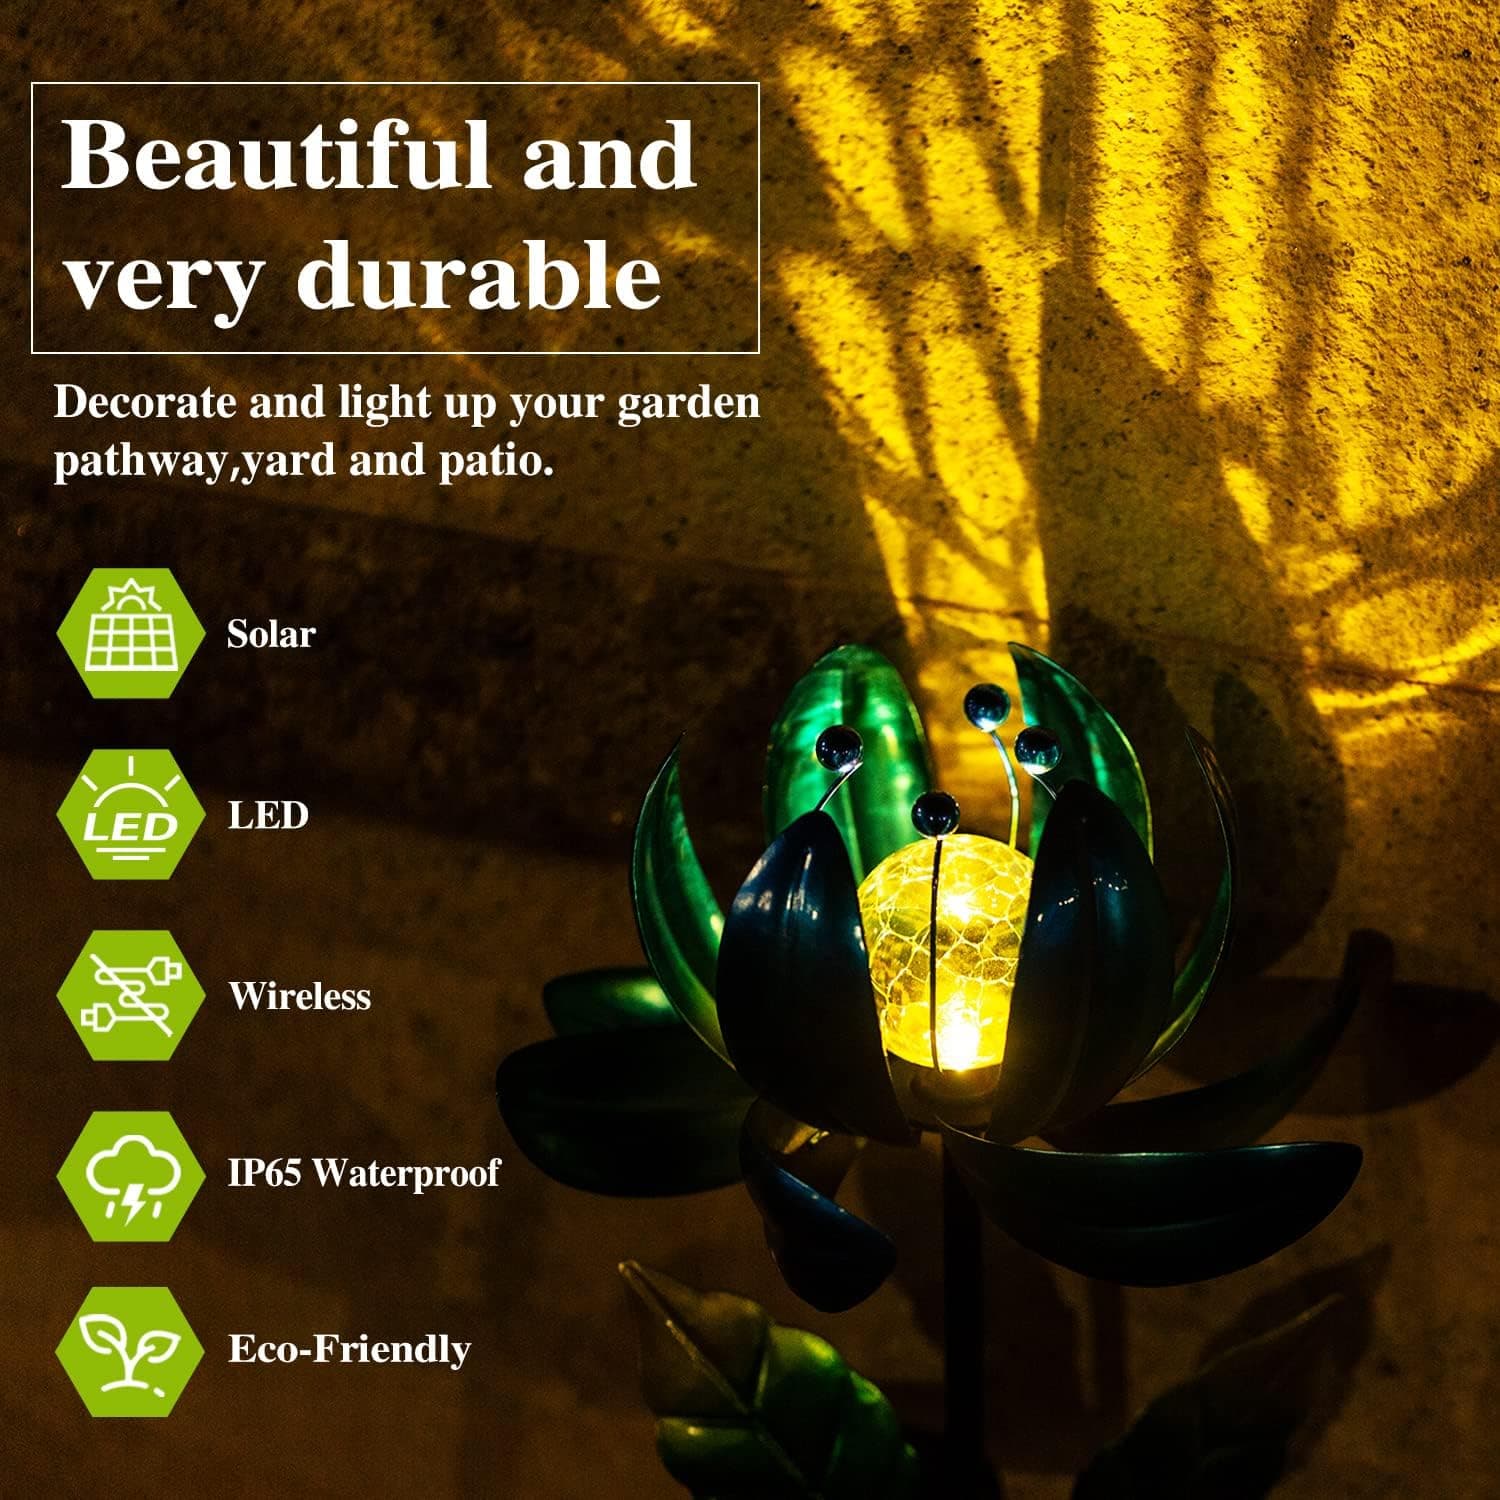 Beautiful and
very durable
Decorate and light up your garden
pathway,yard and patio.
Solar
LED
LED
Wireless
IP65 Waterproof
Eco-Friendly